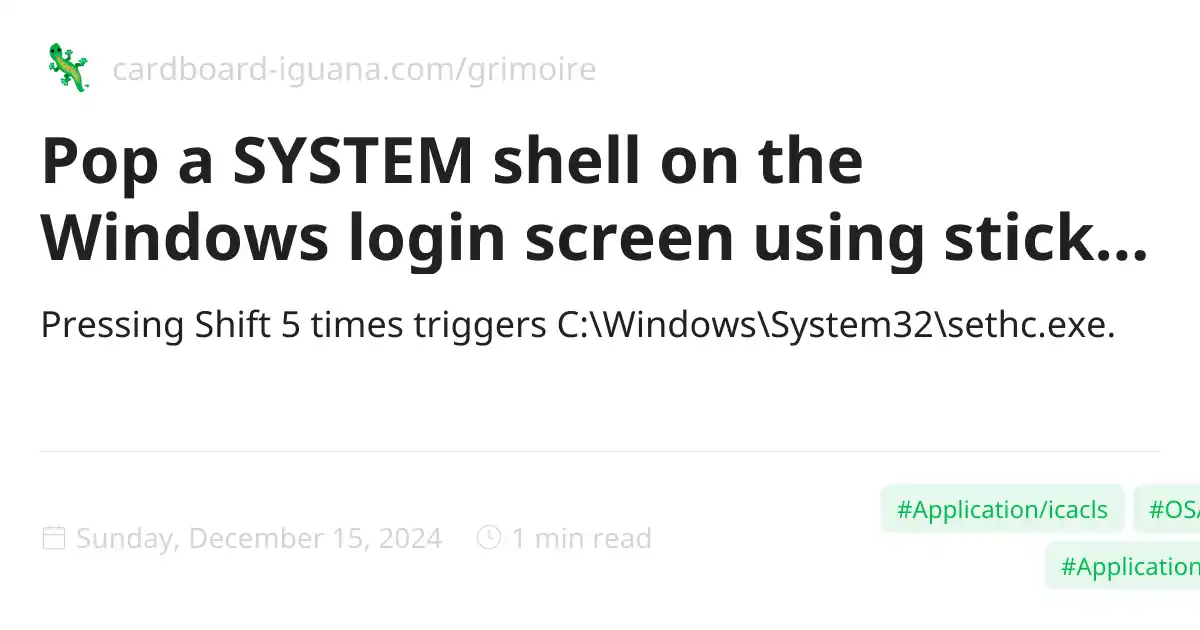 cardboard-iguana.com/grimoire
Pop a SYSTEM shell on the
Windows login screen using stick...
Pressing Shift 5 times triggers C:\Windows\System32\sethc.exe.
#Application/icacls #OS/
Sunday, December 15, 2024 1 min read
#Application